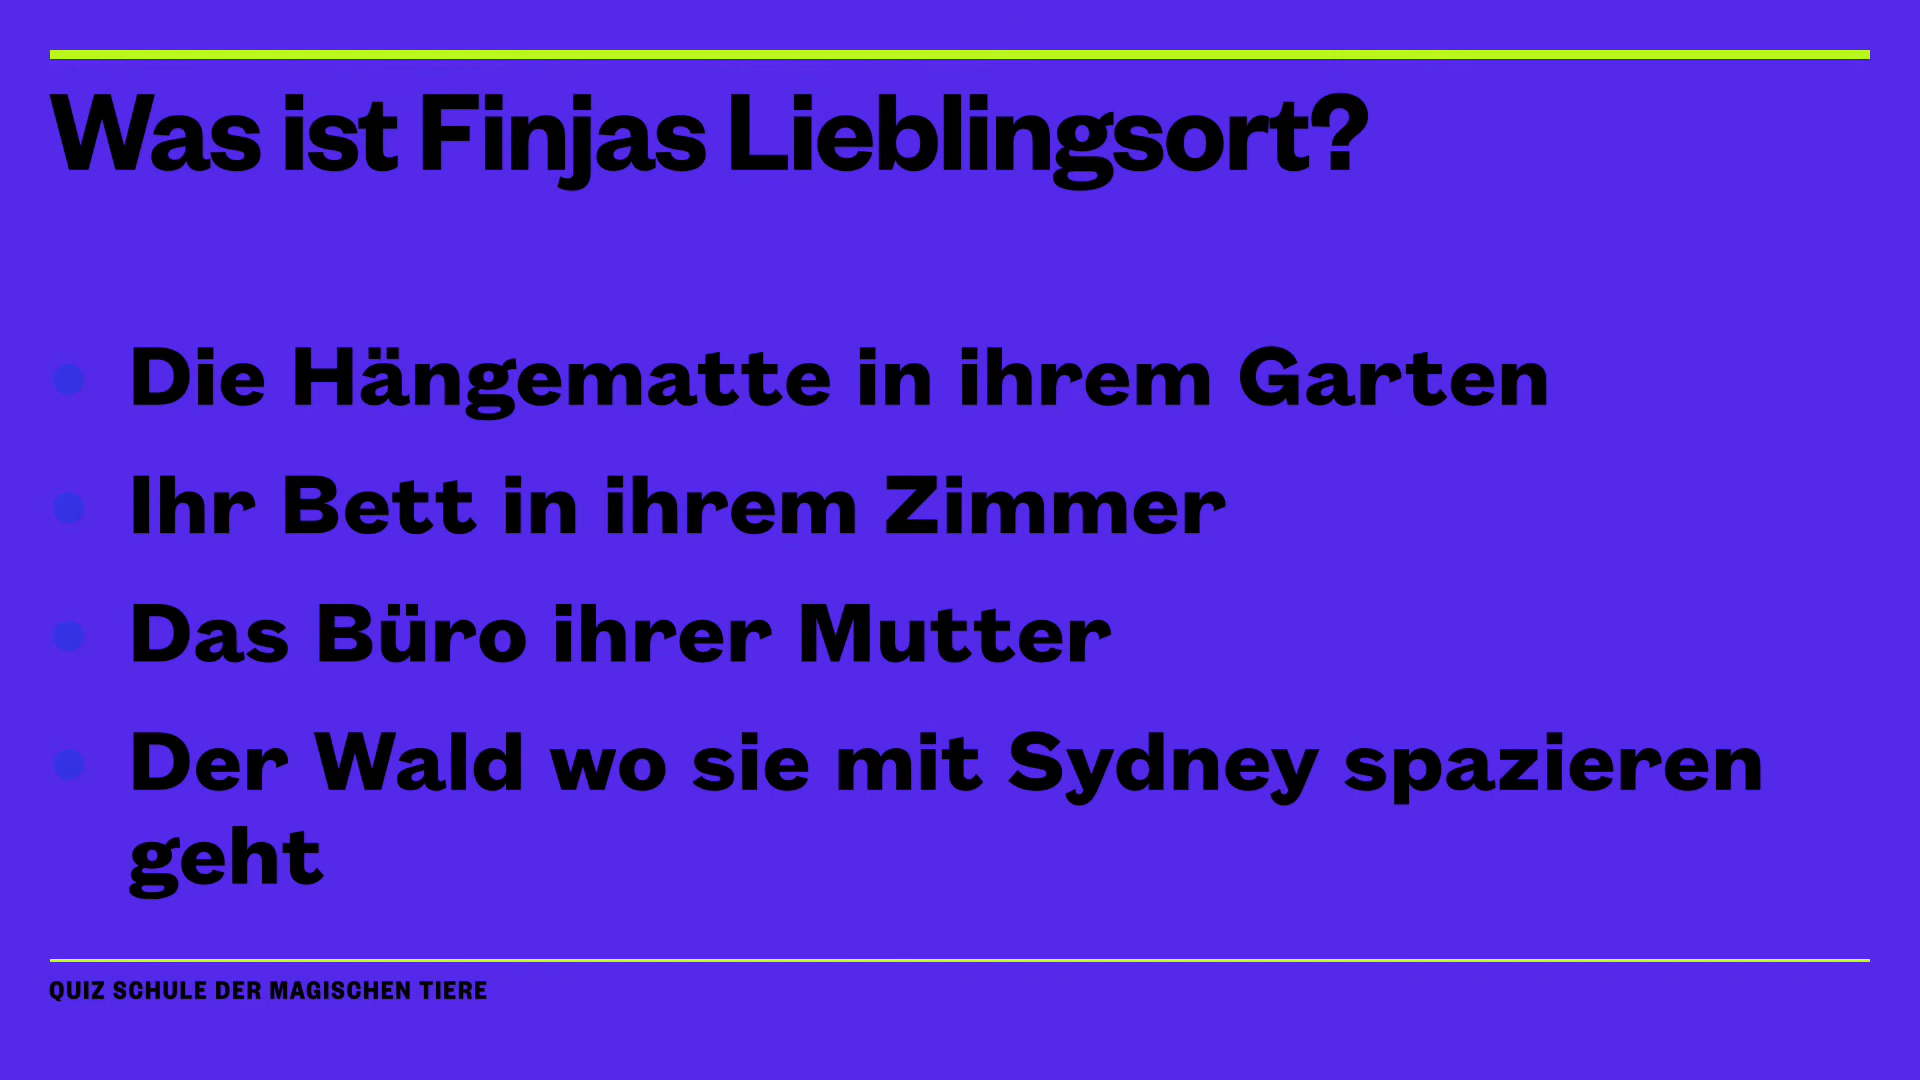 Was ist Finjas Lieblingsort?
Die Hängematte in ihrem Garten
Ihr Bett in ihrem Zimmer
Das Büro ihrer Mutter
Der Wald wo sie mit Sydney spazieren
geht
QUIZ SCHULE DER MAGISCHEN TIERE